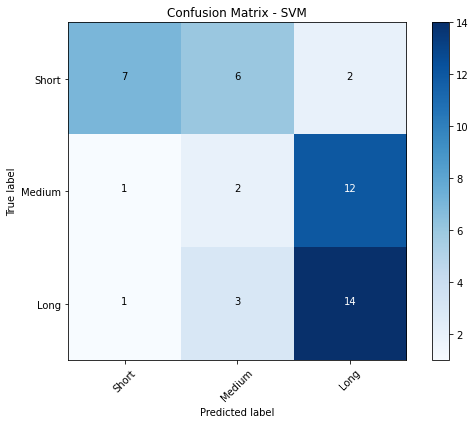 Confusion Matrix - SVM
True label
Short
7 6 2
Medium
1 2 12
Long
1 3 14
Short Medium Long
Predicted label
14
12
10
8
6
4
2